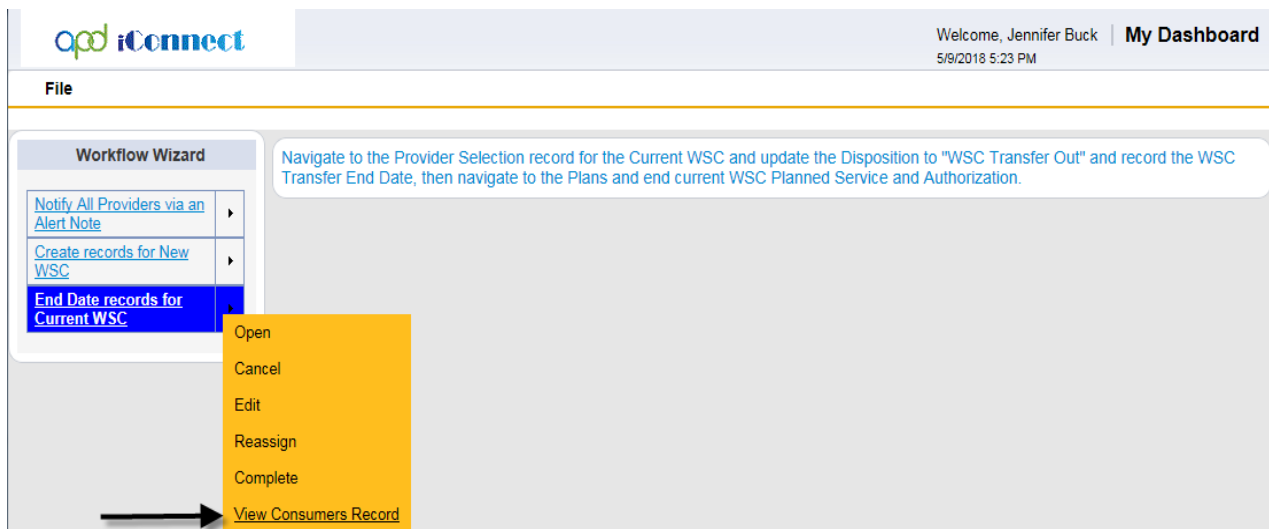 apd iConnect
Welcome, Jennifer Buck
My Dashboard
5/9/2018 5:23 PM
File
Workflow Wizard
Navigate to the Provider Selection record for the Current WSC and update the Disposition to "WSC Transfer Out" and record the WSC
Transfer End Date, then navigate to the Plans and end current WSC Planned Service and Authorization.
Notify All Providers via an
Alert Note
Create records for New
WSC
End Date records for
Current WSC
Open
Cancel
Edit
Reassign
Complete
View Consumers Record